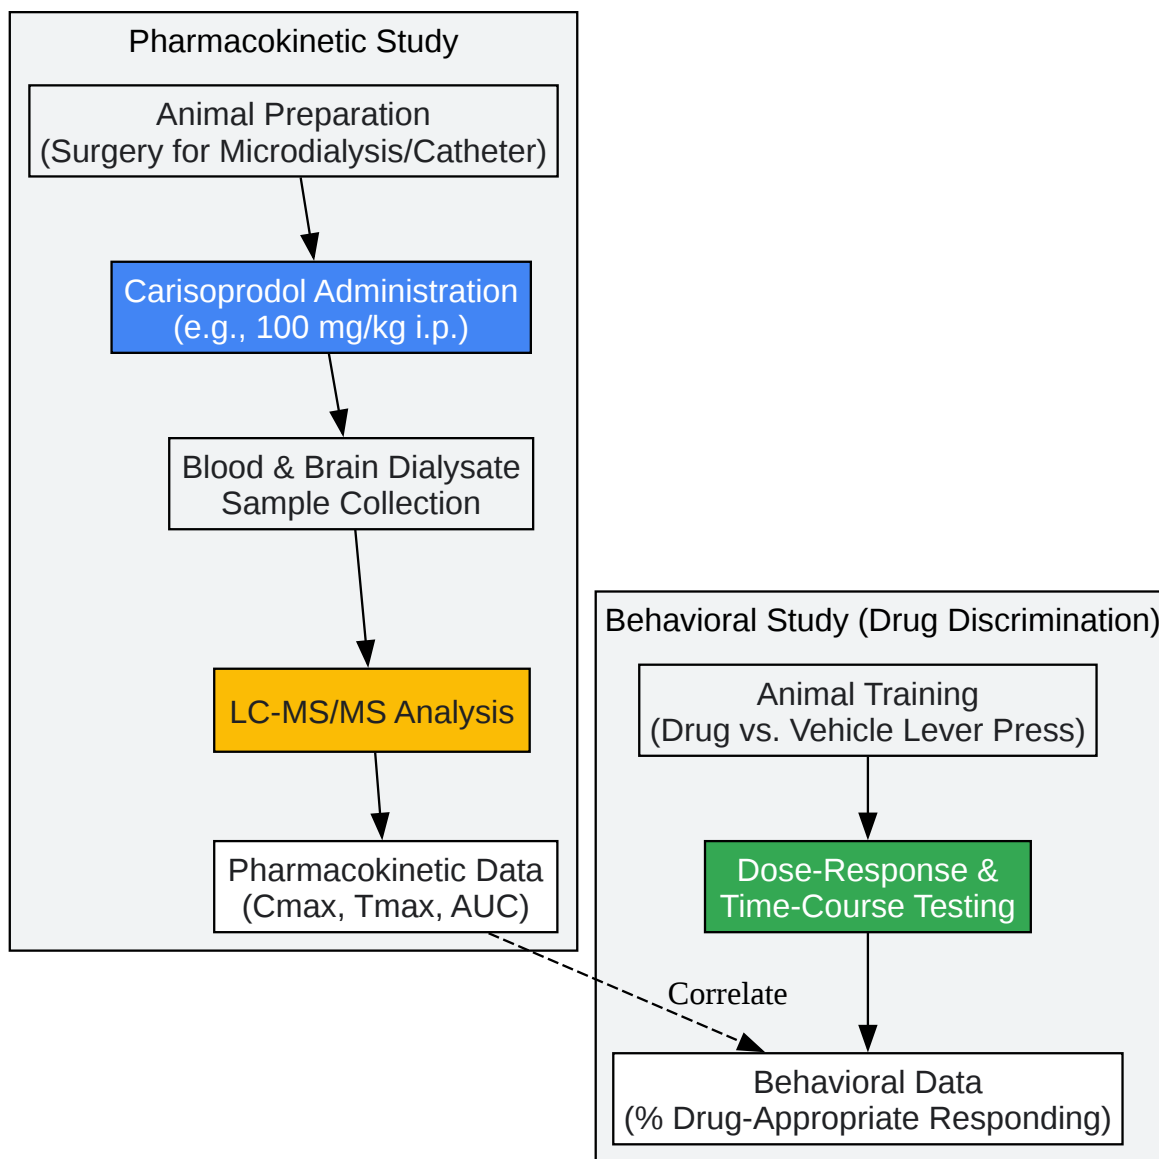 Pharmacokinetic Study
Animal Preparation
(Surgery for Microdialysis/Catheter)
Carisoprodol Administration
(e.g., 100 mg/kg i.p.)
Blood & Brain Dialysate
Sample Collection
LC-MS/MS Analysis
Pharmacokinetic Data
(Cmax, Tmax, AUC)
Behavioral Study (Drug Discrimination)
Animal Training
(Drug vs. Vehicle Lever Press)
Dose-Response &
Time-Course Testing
Correlate
Behavioral Data
(% Drug-Appropriate Responding)